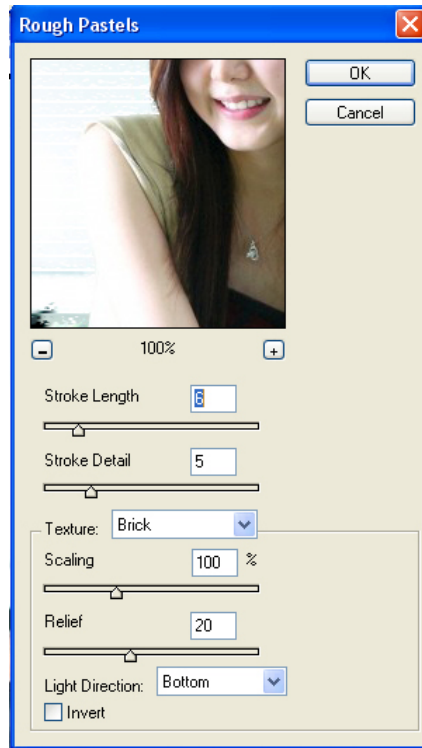 Rough Pastels
OK
Cancel
100%
Stroke Length 6
Stroke Detail 5
Texture: Brick
Scaling 100 %
Relief 20
Light Direction: Bottom
Invert